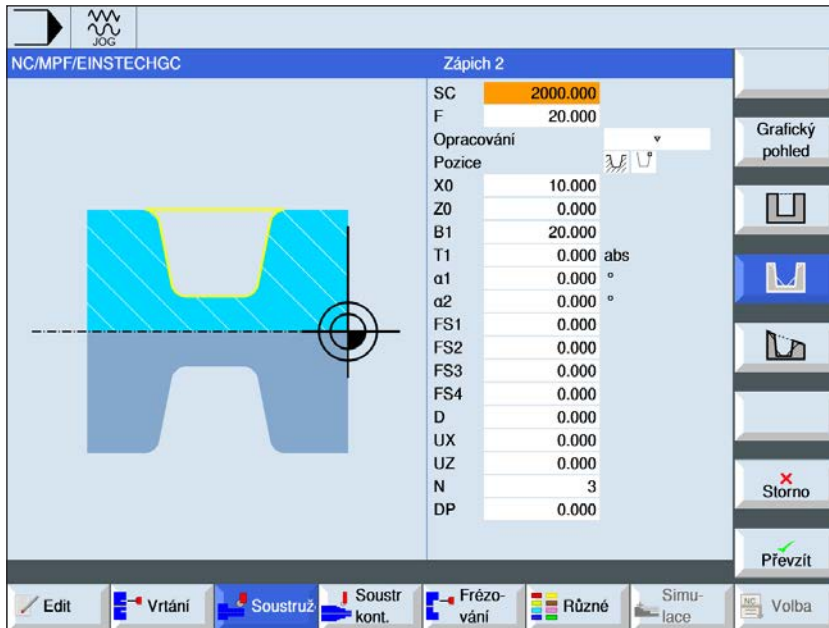 JOG
NC/MPF/EINSTECHGC
Zápich 2
SC 2000.000
F 20.000
Opracování
Pozice
X0 10.000
Z0 0.000
B1 20.000
T1 0.000 abs
α1 0.000 °
α2 0.000 °
FS1 0.000
FS2 0.000
FS3 0.000
FS4 0.000
D 0.000
UX 0.000
UZ 0.000
N 3
DP 0.000
Grafický
pohled
Storno
Převzít
Edit
Vrtání
Soustruž
Soustr
kont.
Frézo-
vání
Různé
Simu-
lace
NC
Volba